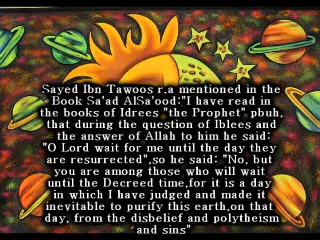 Sayed Ibn Tawoos r.a mentioned in the
Book Sa'ad AlSa'ood:"I have read in
the books of Idrees "the Prophet" pbuh,
that during the question of Iblees and
the answer of Allah to him he said:
"O Lord wait for me until the day they
are resurrected",so he said: "No, but
you are among those who will wait
until the Decreed time,for it is a day
in which I have judged and made it
inevitable to purify this earth,on that
day, from the disbelief and polytheism
and sins"